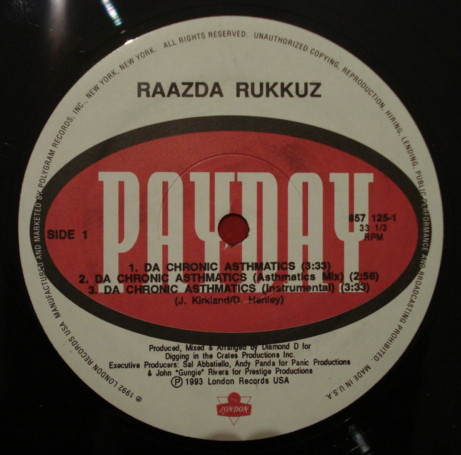 ℗ 1992 LONDON RECORDS USA. MANUFACTURED AND MARKETED BY POLYGRAM RECORDS, INC., NEW YORK, NEW YORK. ALL RIGHTS RESERVED. UNAUTHORIZED COPYING, REPRODUCTION, HIRING, LENDING, PUBLIC PERFORMANCE AND BROADCASTING PROHIBITED. MADE IN U.S.A.
RAAZDA RUKKUZ
PAYDAY
SIDE 1
857 125-1
33 1/3
RPM
1. DA CHRONIC ASTHMATICS (3:33)
2. DA CHRONIC ASTHMATICS (Asthmatics Mix) (2:56)
3. DA CHRONIC ASTHMATICS (Instrumental) (3:33)
(J. Kirkland/D. Henley)
Produced, Mixed & Arranged by Diamond D for
Digging in the Crates Productions Inc.
Executive Producers: Sal Abbatiello, Andy Panda for Panic Productions
& John "Gungie" Rivera for Prestige Productions
℗ 1993 London Records USA
LONDON